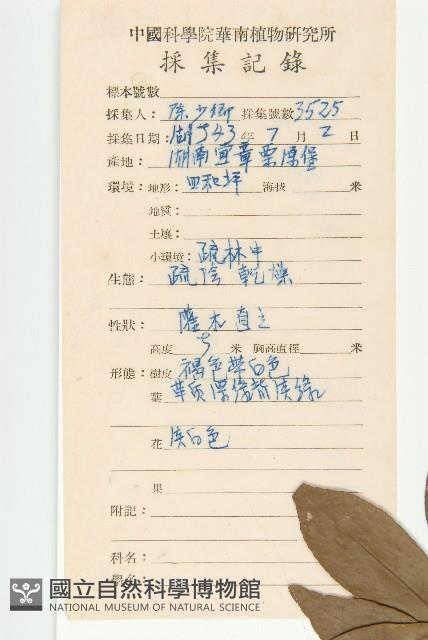 中國科學院華南植物研究所
採集記錄
標本號數
採集人：陳少卿 採集號數 3525
採集日期： 1943 年 7 月 2 日
產地：湖南宜章栗源堡
環境：地形：四和坪 海拔 米
地質：
土壤：
小環境：疏林中
生態：疏陰 乾燥
性狀：灌木直立
高度 5 米 胸高直徑 米
形態：樹皮 褐色帶白色
葉
花
果
附記：
科名：
學名：
國立自然科學博物館
NATIONAL MUSEUM OF NATURAL SCIENCE